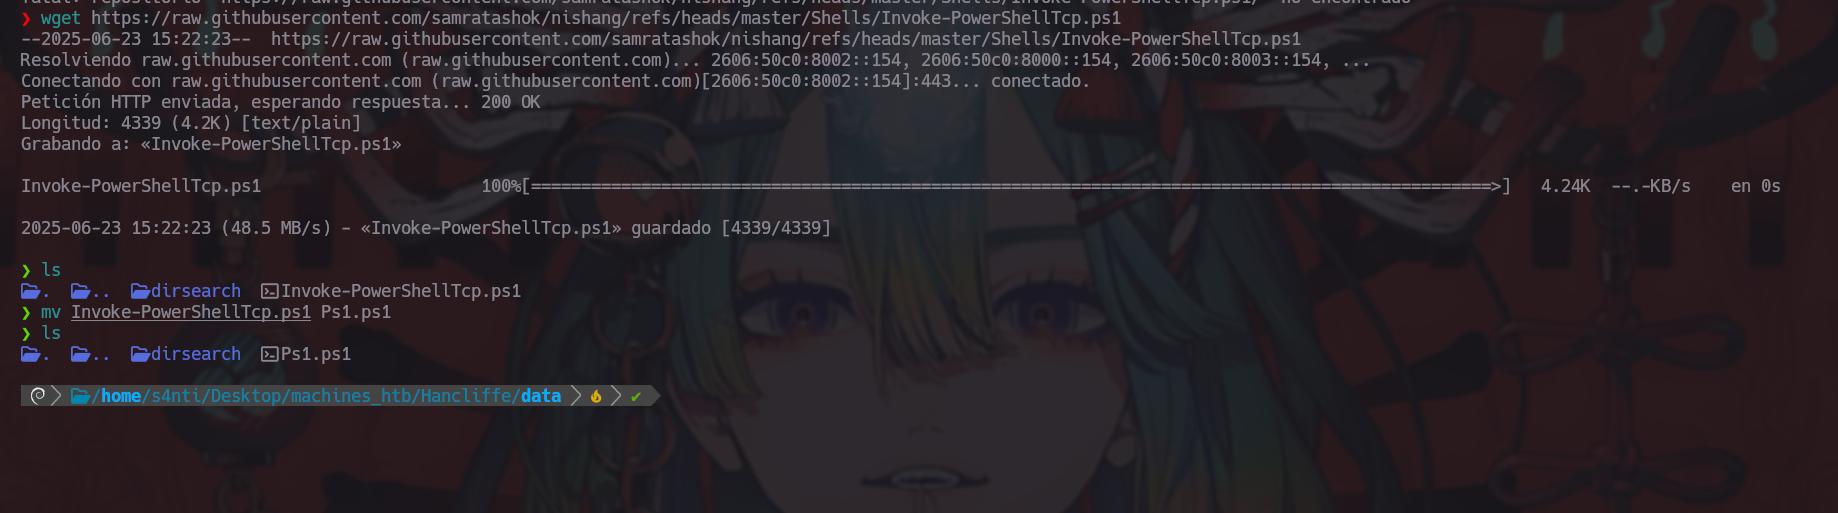 ❯ wget https://raw.githubusercontent.com/samratashok/nishang/refs/heads/master/Shells/Invoke-PowerShellTcp.ps1
--2025-06-23 15:22:23--  https://raw.githubusercontent.com/samratashok/nishang/refs/heads/master/Shells/Invoke-PowerShellTcp.ps1
Resolviendo raw.githubusercontent.com (raw.githubusercontent.com)... 2606:50c0:8002::154, 2606:50c0:8000::154, 2606:50c0:8003::154, ...
Conectando con raw.githubusercontent.com (raw.githubusercontent.com)[2606:50c0:8002::154]:443... conectado.
Petición HTTP enviada, esperando respuesta... 200 OK
Longitud: 4339 (4.2K) [text/plain]
Grabando a: «Invoke-PowerShellTcp.ps1»
Invoke-PowerShellTcp.ps1 100%[================================================================================================>] 4.24K --.-KB/s en 0s
2025-06-23 15:22:23 (48.5 MB/s) - «Invoke-PowerShellTcp.ps1» guardado [4339/4339]
❯ ls
. .. dirsearch Invoke-PowerShellTcp.ps1
❯ mv Invoke-PowerShellTcp.ps1 Ps1.ps1
❯ ls
. .. dirsearch Ps1.ps1
/home/s4nti/Desktop/machines_htb/Hancliffe/data